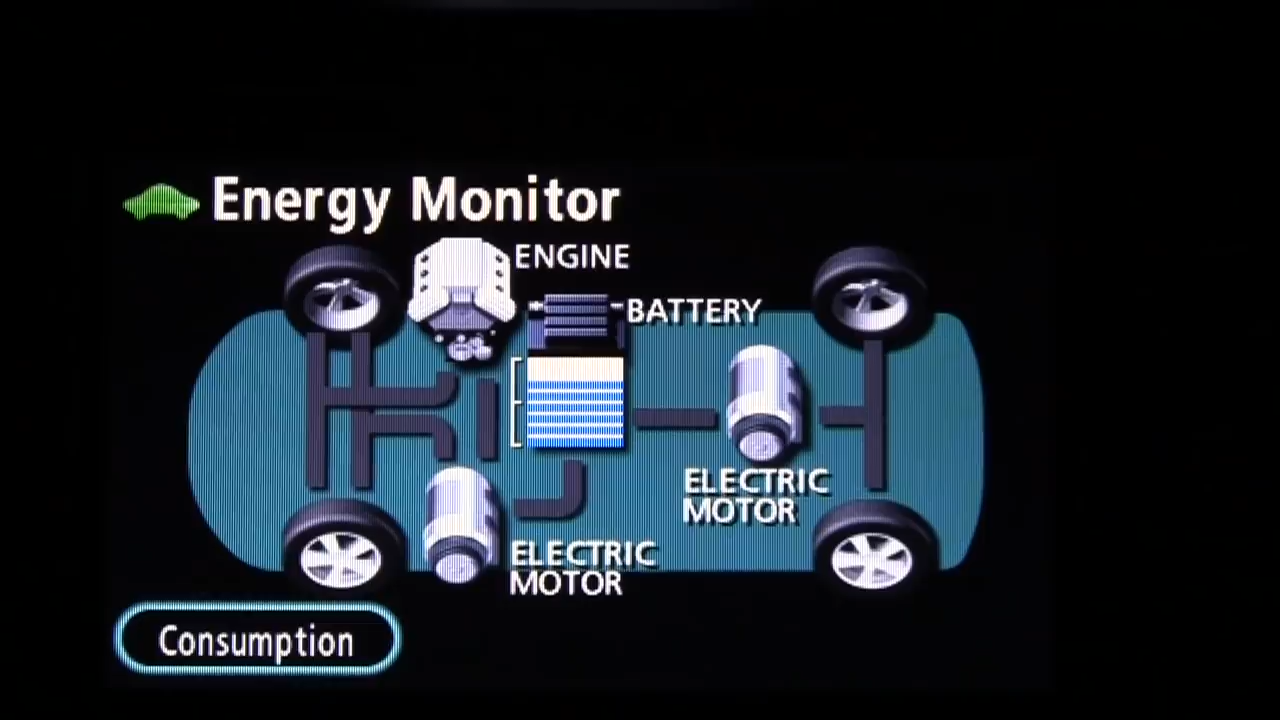 Energy Monitor
ENGINE
BATTERY
ELECTRIC
MOTOR
ELECTRIC
MOTOR
Consumption